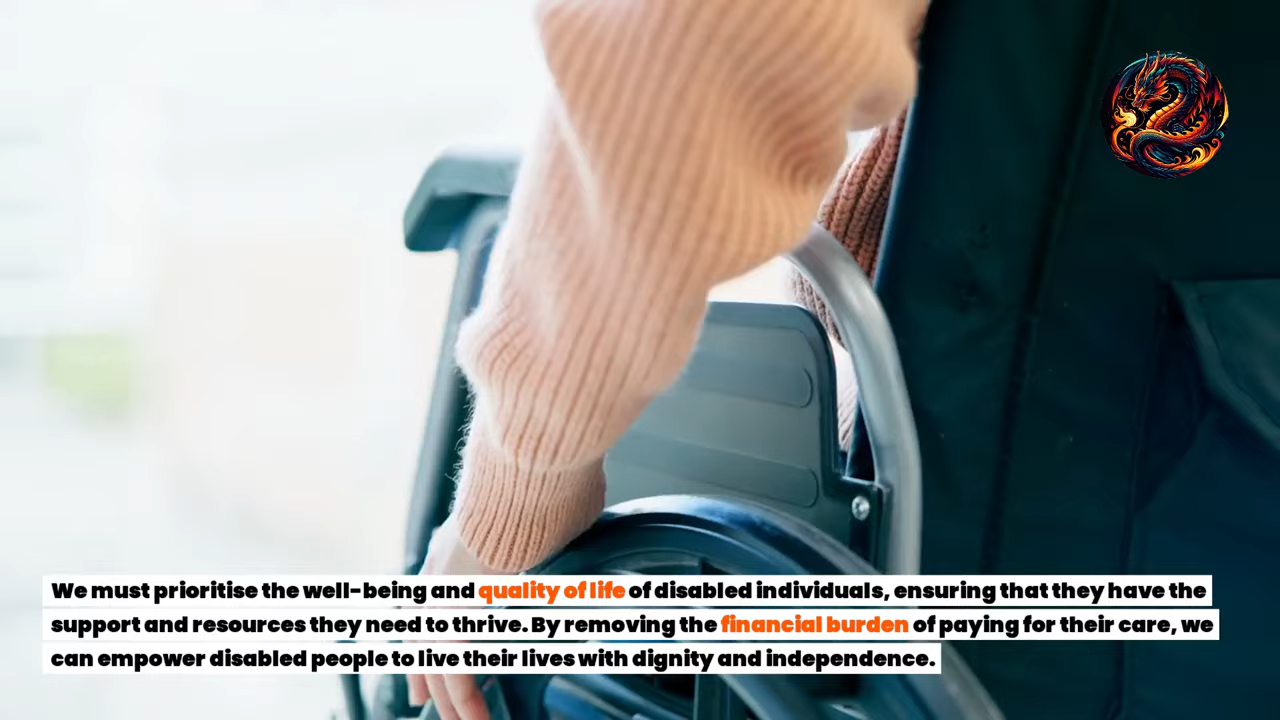 We must prioritise the well-being and quality of life of disabled individuals, ensuring that they have the
support and resources they need to thrive. By removing the financial burden of paying for their care, we
can empower disabled people to live their lives with dignity and independence.